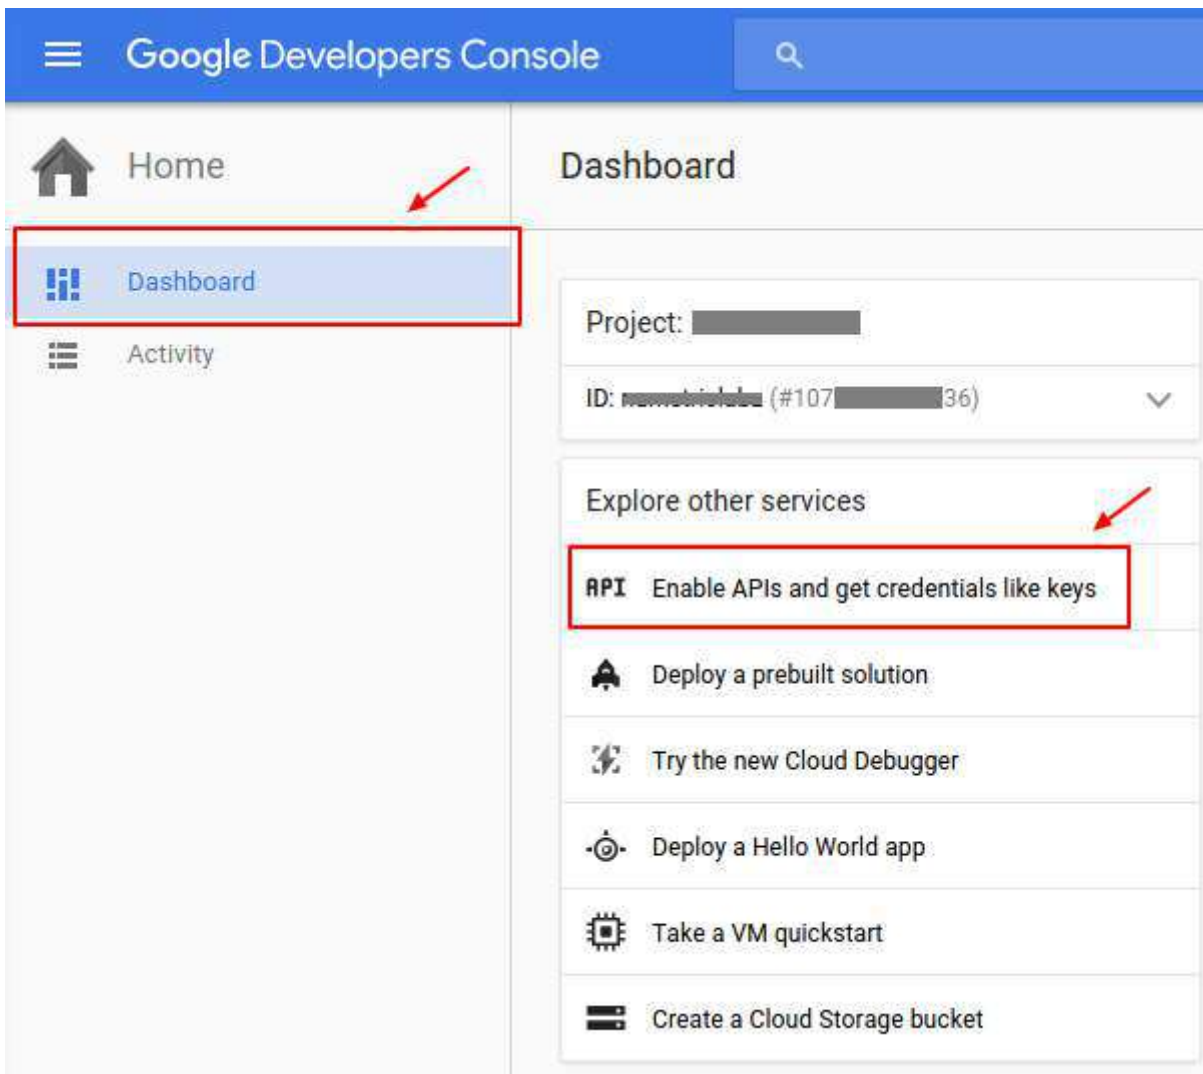 Google Developers Console
Home
Dashboard
Dashboard
Activity
Project:
ID: (#107 36)
Explore other services
API Enable APIs and get credentials like keys
Deploy a prebuilt solution
Try the new Cloud Debugger
Deploy a Hello World app
Take a VM quickstart
Create a Cloud Storage bucket